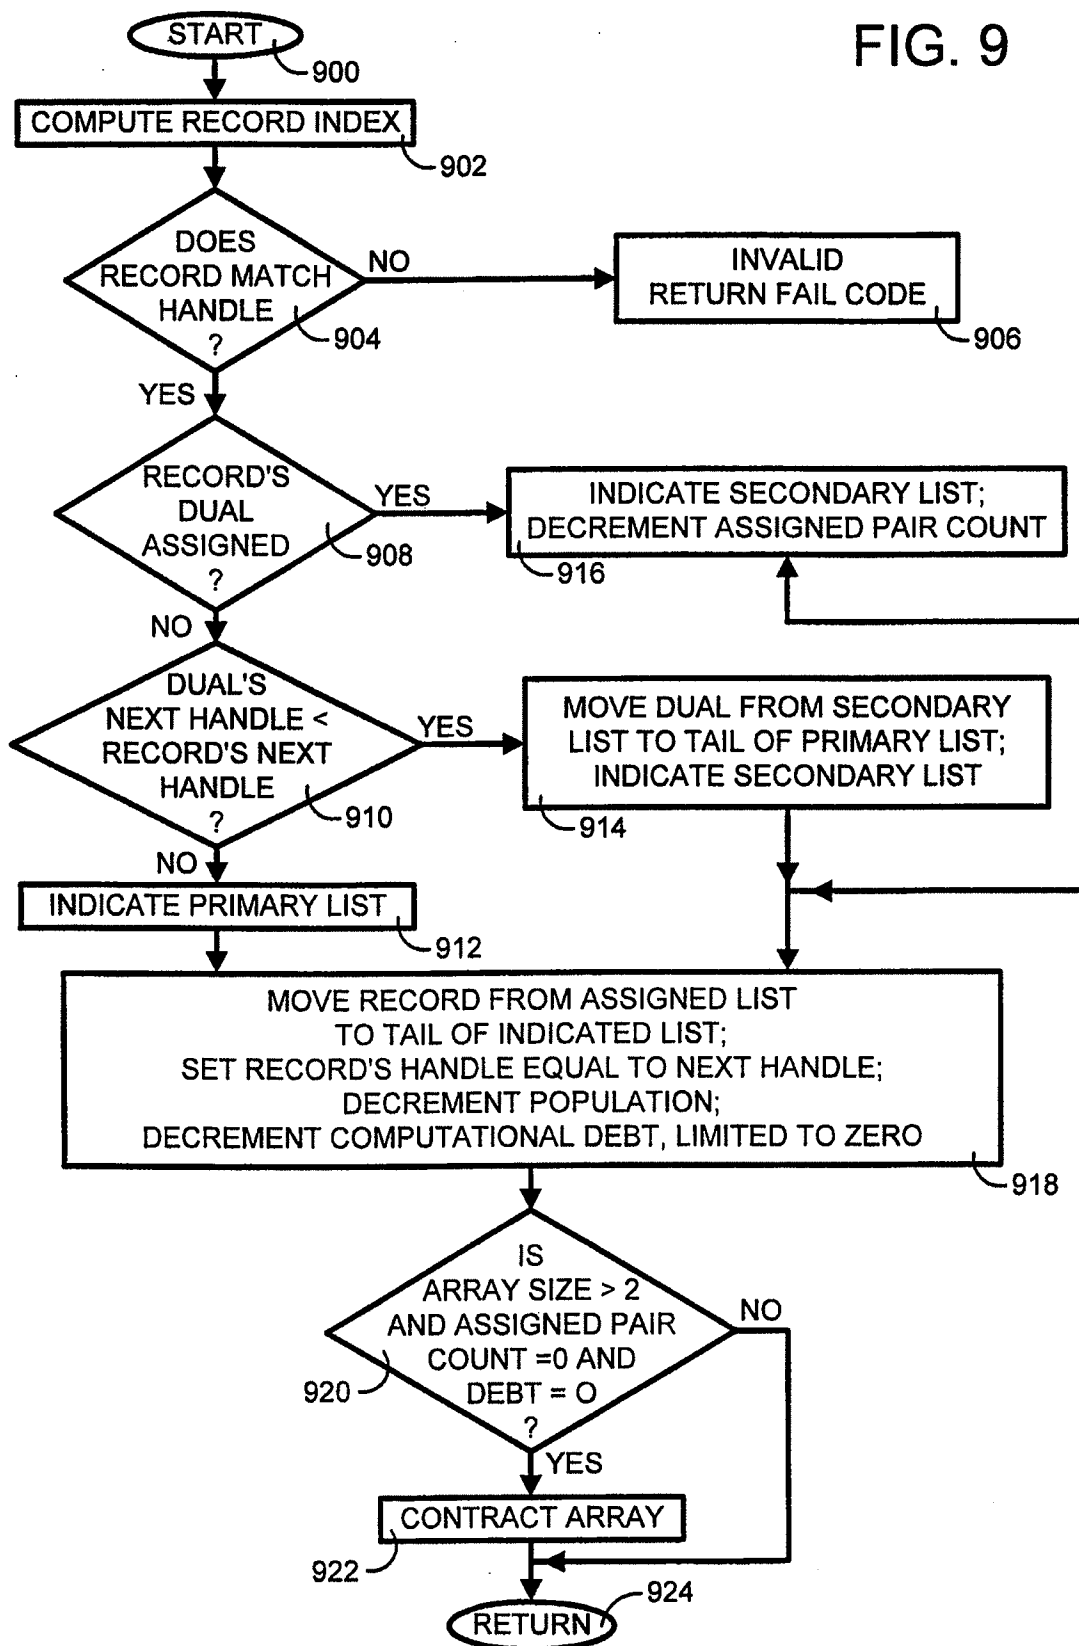 FIG. 9
START
900
COMPUTE RECORD INDEX
902
DOES
RECORD MATCH
HANDLE
?
904
NO
INVALID
RETURN FAIL CODE
906
YES
RECORD'S
DUAL
ASSIGNED
?
908
YES
INDICATE SECONDARY LIST;
DECREMENT ASSIGNED PAIR COUNT
916
NO
DUAL'S
NEXT HANDLE <
RECORD'S NEXT
HANDLE
?
910
YES
MOVE DUAL FROM SECONDARY
LIST TO TAIL OF PRIMARY LIST;
INDICATE SECONDARY LIST
914
NO
INDICATE PRIMARY LIST
912
MOVE RECORD FROM ASSIGNED LIST
TO TAIL OF INDICATED LIST;
SET RECORD'S HANDLE EQUAL TO NEXT HANDLE;
DECREMENT POPULATION;
DECREMENT COMPUTATIONAL DEBT, LIMITED TO ZERO
918
IS
ARRAY SIZE > 2
AND ASSIGNED PAIR
COUNT =0 AND
DEBT = O
?
920
NO
YES
CONTRACT ARRAY
922
924
RETURN